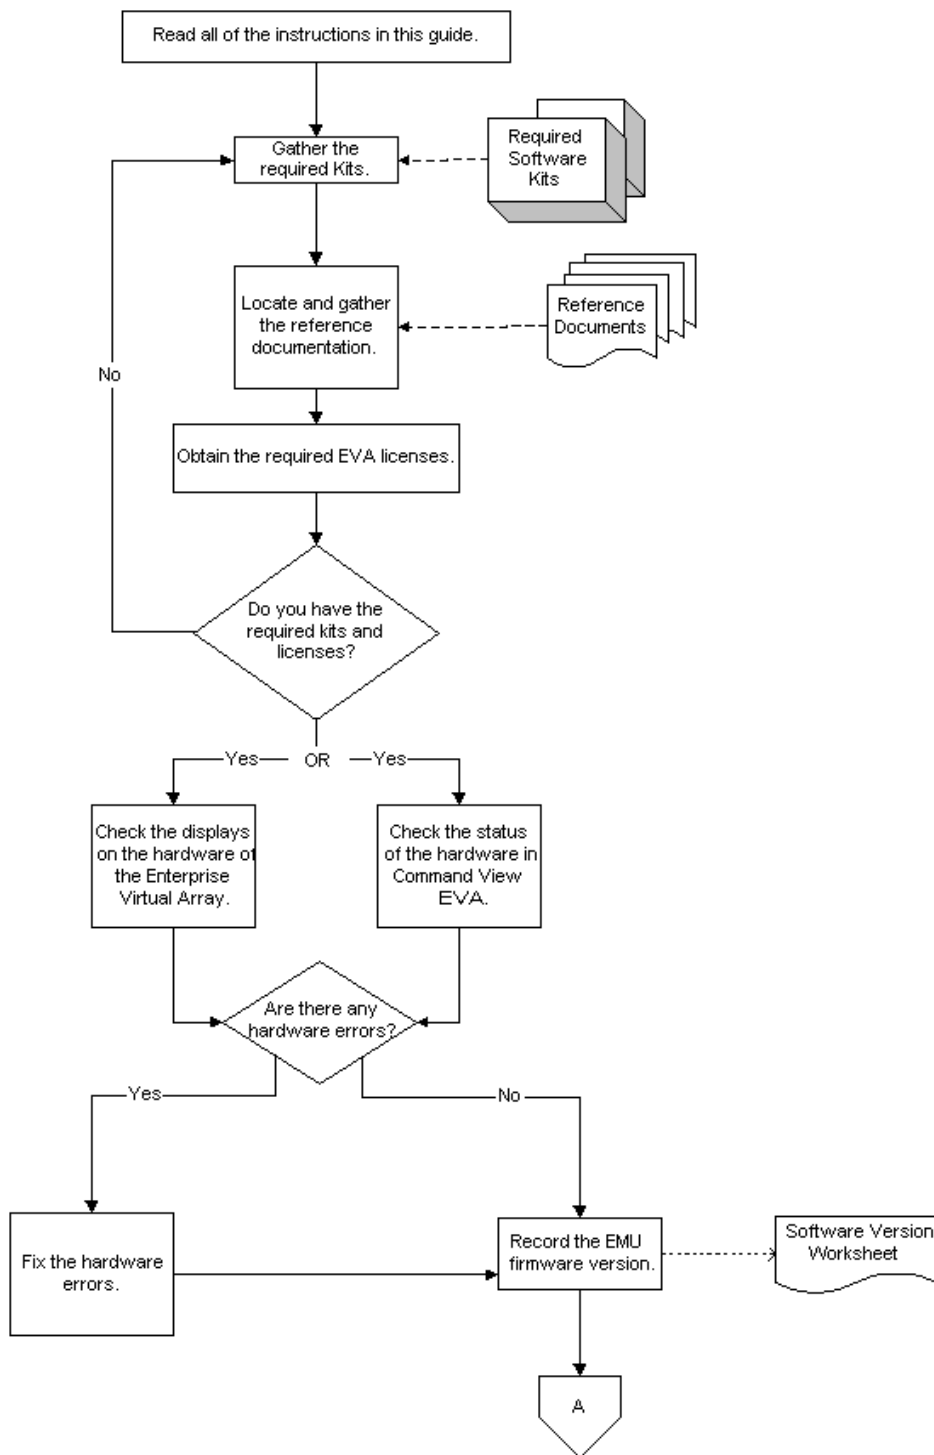 Read all of the instructions in this guide.
Gather the
required Kits.
Required
Software
Kits
Locate and gather
the reference
documentation.
Reference
Documents
No
Obtain the required EVA licenses.
Do you have the
required kits and
licenses?
Yes
OR
Yes
Check the displays
on the hardware of
the Enterprise
Virtual Array.
Check the status
of the hardware in
Command View
EVA.
Are there any
hardware errors?
Yes
No
Fix the hardware
errors.
Record the EMU
firmware version.
Software Version
Worksheet
A